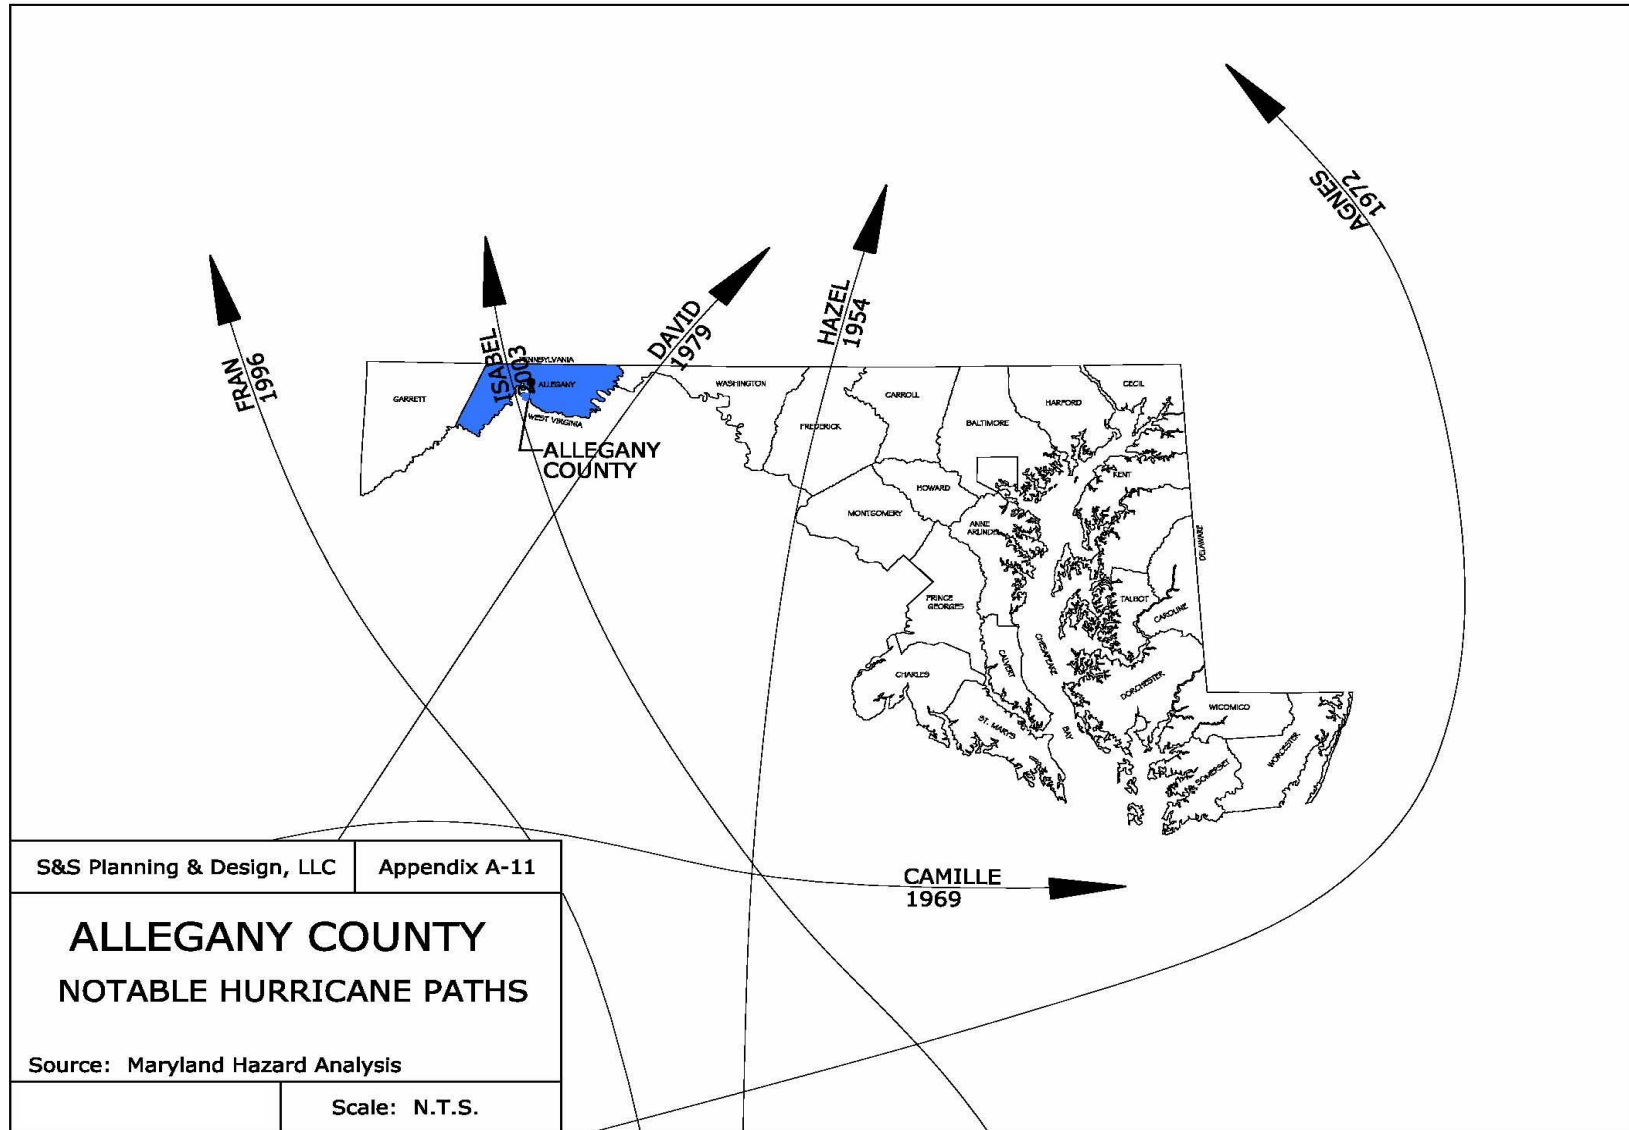 AGNES
1972
HAZEL
1954
DAVID
1979
ISABEL
2003
FRAN
1996
PENNSYLVANIA
GARRETT
ALLEGANY
WEST VIRGINIA
ALLEGANY
COUNTY
WASHINGTON
FREDERICK
CARROLL
BALTIMORE
HARFORD
CECIL
KENT
HOWARD
MONTGOMERY
ANNE
DELAWARE
PRINCE
GEORGES
TALBOT
CAROLINE
CHESAPEAKE
BAY
CALVERT
CHARLES
ST. MARYS
DORCHESTER
WICOMICO
WORCESTER
SOMERSET
CAMILLE
1969
S&S Planning & Design, LLC
Appendix A-11
ALLEGANY COUNTY
NOTABLE HURRICANE PATHS
Source: Maryland Hazard Analysis
Scale: N.T.S.